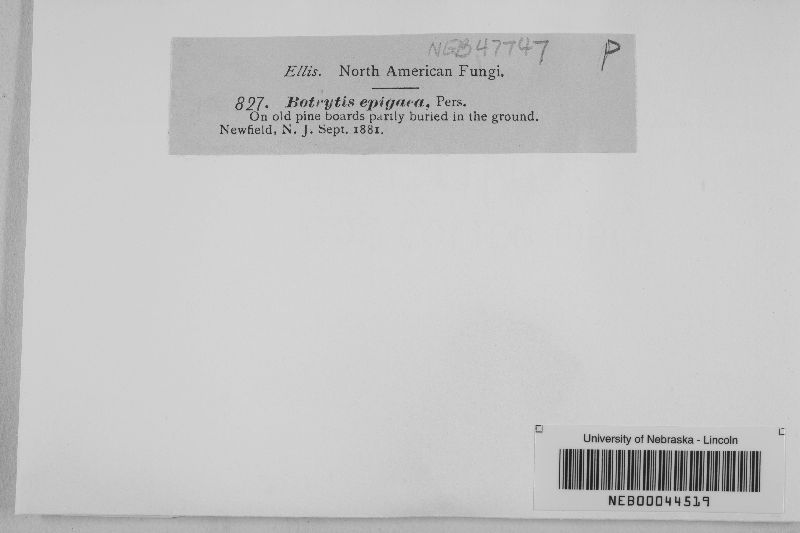 NEB47747 P
Ellis. North American Fungi.
827. Botrytis epigaea, Pers.
On old pine boards partly buried in the ground.
Newfield, N. J. Sept. 1881.
University of Nebraska - Lincoln
NEB00044519